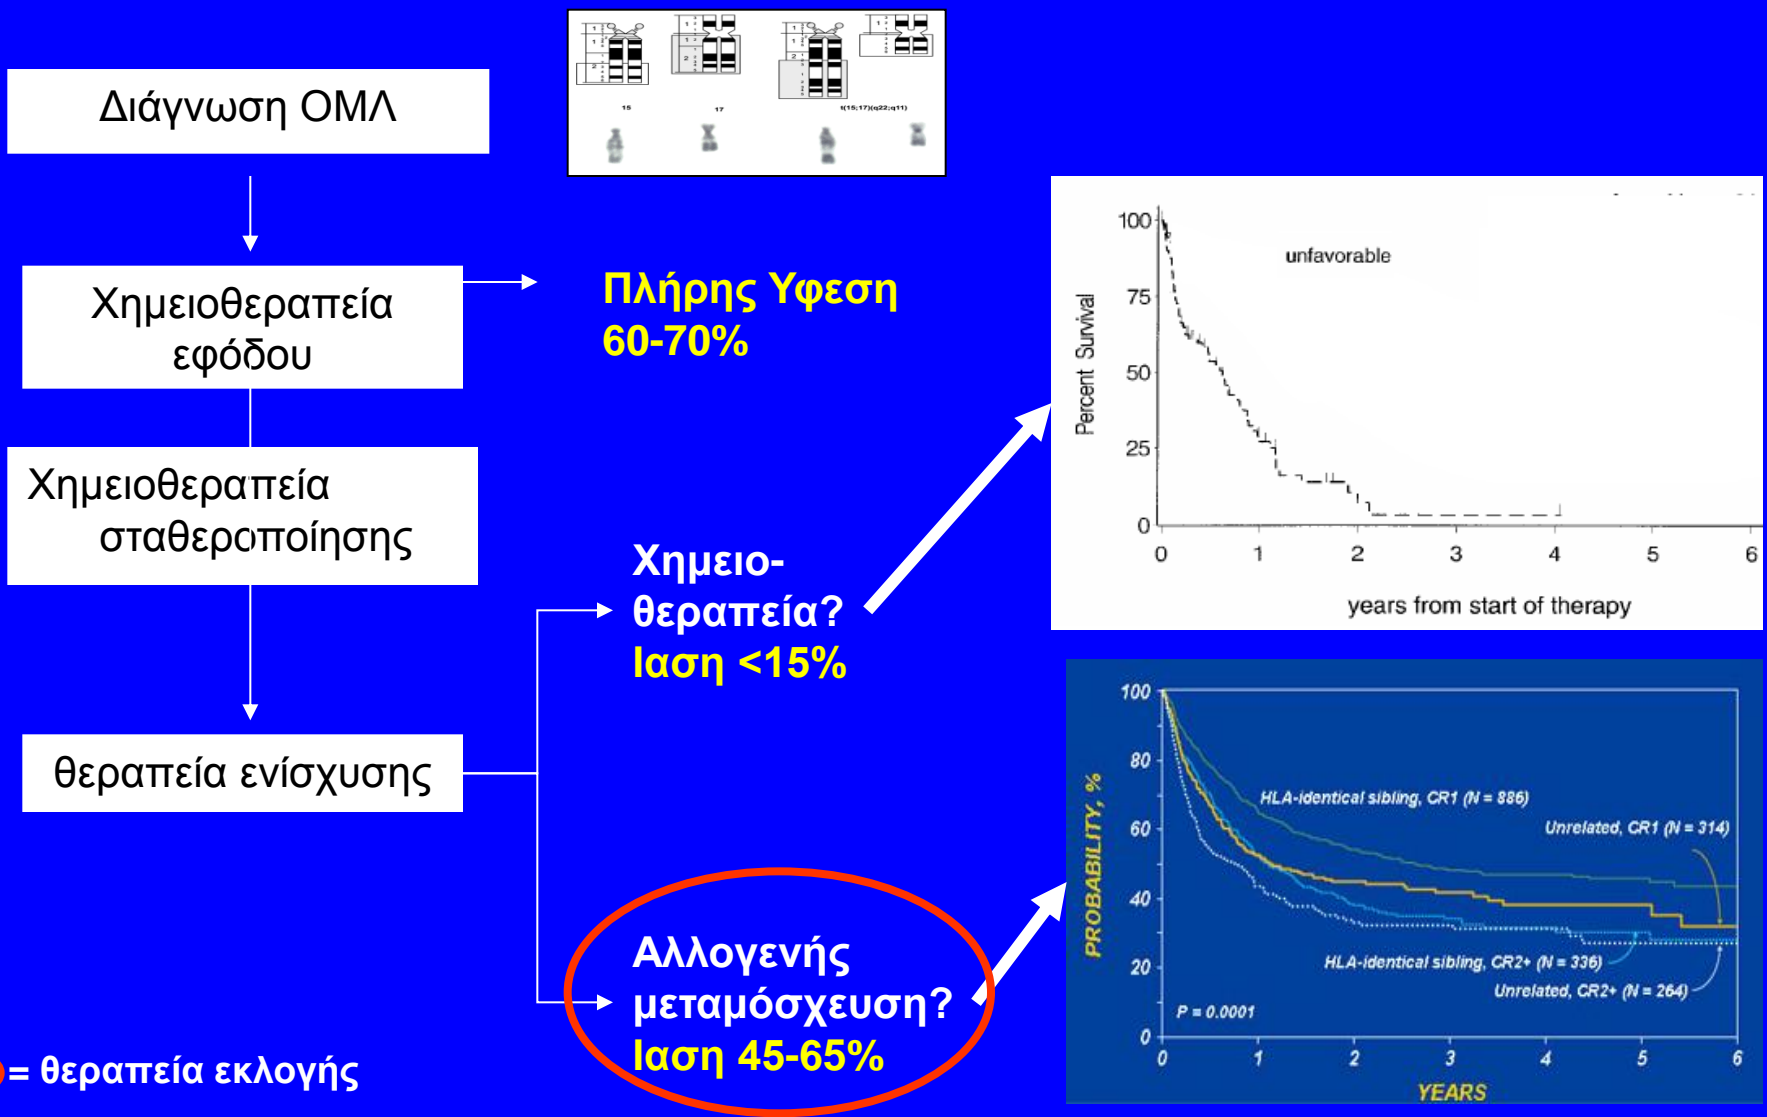 Διάγνωση ΟΜΛ
15
17
t(15;17)(q22;q11)
Χημειοθεραπεία
εφόδου
Πλήρης Υφεση
60-70%
Χημειοθεραπεία
σταθεροποίησης
θεραπεία ενίσχυσης
Χημειο-
θεραπεία?
Ιαση <15%
Αλλογενής
μεταμόσχευση?
Ιαση 45-65%
= θεραπεία εκλογής
unfavorable
Percent Survival
100
75
50
25
0
0 1 2 3 4 5 6
years from start of therapy
PROBABILITY, %
100
80
60
40
20
0
HLA-identical sibling, CR1 (N = 886)
Unrelated, CR1 (N = 314)
HLA-identical sibling, CR2+ (N = 336)
Unrelated, CR2+ (N = 264)
P = 0.0001
0 1 2 3 4 5 6
YEARS